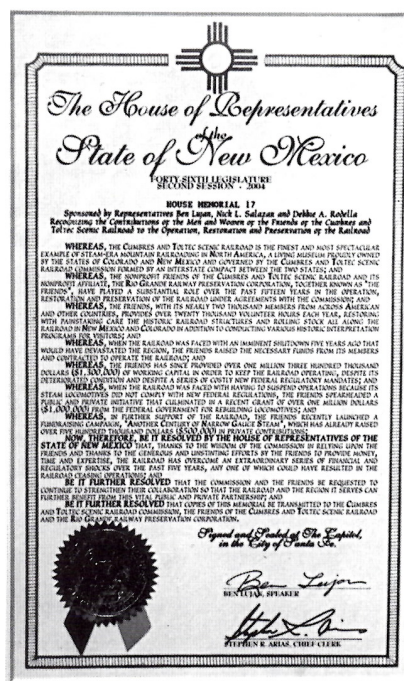 The House of Representatives
of the
State of New Mexico
FORTY-SIXTH LEGISLATURE
SECOND SESSION - 2004
HOUSE MEMORIAL 17
Sponsored by Representatives Ben Lujan, Nick L. Salazar and Debbie A. Rodella
Recognizing the Contributions of the Men and Women of the Friends of the Cumbres and
Toltec Scenic Railroad to the Operation, Restoration and Preservation of the Railroad
WHEREAS, THE CUMBRES AND TOLTEC SCENIC RAILROAD IS THE FINEST AND MOST SPECTACULAR
EXAMPLE OF STEAM-ERA MOUNTAIN RAILROADING IN NORTH AMERICA, A LIVING MUSEUM PROUDLY OWNED
BY THE STATES OF COLORADO AND NEW MEXICO AND GOVERNED BY THE CUMBRES AND TOLTEC SCENIC
RAILROAD COMMISSION FORMED BY AN INTERSTATE COMPACT BETWEEN THE TWO STATES; AND
WHEREAS, THE NONPROFIT FRIENDS OF THE CUMBRES AND TOLTEC SCENIC RAILROAD AND ITS
NONPROFIT AFFILIATE, THE RIO GRANDE RAILWAY PRESERVATION CORPORATION, TOGETHER KNOWN AS "THE
FRIENDS", HAVE PLAYED A SUBSTANTIAL ROLE OVER THE PAST FIFTEEN YEARS IN THE OPERATION,
RESTORATION AND PRESERVATION OF THE RAILROAD UNDER AGREEMENTS WITH THE COMMISSION; AND
WHEREAS, THE FRIENDS, WITH ITS NEARLY TWO THOUSAND MEMBERS FROM ACROSS AMERICA
AND OTHER COUNTRIES, PROVIDES OVER TWENTY THOUSAND VOLUNTEER HOURS EACH YEAR, RESTORING
WITH PAINSTAKING CARE THE HISTORIC RAILROAD STRUCTURES AND ROLLING STOCK ALL ALONG THE
RAILROAD IN NEW MEXICO AND COLORADO IN ADDITION TO CONDUCTING VARIOUS HISTORIC INTERPRETATION
PROGRAMS FOR VISITORS; AND
WHEREAS, WHEN THE RAILROAD WAS FACED WITH AN IMMINENT SHUTDOWN FIVE YEARS AGO THAT
WOULD HAVE DEVASTATED THE REGION, THE FRIENDS RAISED THE NECESSARY FUNDS FROM ITS MEMBERS
AND CONTRACTED TO OPERATE THE RAILROAD; AND
WHEREAS, THE FRIENDS HAS SINCE PROVIDED OVER ONE MILLION THREE HUNDRED THOUSAND
DOLLARS ($1,300,000) OF WORKING CAPITAL IN ORDER TO KEEP THE RAILROAD OPERATING, DESPITE ITS
DETERIORATED CONDITION AND DESPITE A SERIES OF COSTLY NEW FEDERAL REGULATORY MANDATES; AND
WHEREAS, WHEN THE RAILROAD WAS FACED WITH HAVING TO SUSPEND OPERATIONS BECAUSE ITS
STEAM LOCOMOTIVES DID NOT COMPLY WITH NEW FEDERAL REGULATIONS, THE FRIENDS SPEARHEADED A
PUBLIC AND PRIVATE INITIATIVE THAT CULMINATED IN A RECENT GRANT OF OVER ONE MILLION DOLLARS
($1,000,000) FROM THE FEDERAL GOVERNMENT FOR REBUILDING LOCOMOTIVES; AND
WHEREAS, IN FURTHER SUPPORT OF THE RAILROAD, THE FRIENDS RECENTLY LAUNCHED A
FUNDRAISING CAMPAIGN, "ANOTHER CENTURY OF NARROW GAUGE STEAM", WHICH HAS ALREADY RAISED
OVER FIVE HUNDRED THOUSAND DOLLARS ($500,000) IN PRIVATE CONTRIBUTIONS;
NOW, THEREFORE, BE IT RESOLVED BY THE HOUSE OF REPRESENTATIVES OF THE
STATE OF NEW MEXICO THAT, THANKS TO THE WISDOM OF THE COMMISSION IN RELYING UPON THE
FRIENDS AND THANKS TO THE GENEROUS AND UNSTINTING EFFORTS BY THE FRIENDS TO PROVIDE MONEY,
TIME AND EXPERTISE, THE RAILROAD HAS OVERCOME AN EXTRAORDINARY SERIES OF FINANCIAL AND
REGULATORY SHOCKS OVER THE PAST FIVE YEARS, ANY ONE OF WHICH COULD HAVE RESULTED IN THE
RAILROAD CEASING OPERATIONS; AND
BE IT FURTHER RESOLVED THAT THE COMMISSION AND THE FRIENDS BE REQUESTED TO
CONTINUE TO STRENGTHEN THEIR COLLABORATION SO THAT THE RAILROAD AND THE REGION IT SERVES CAN
FURTHER BENEFIT FROM THIS VITAL PUBLIC AND PRIVATE PARTNERSHIP; AND
BE IT FURTHER RESOLVED THAT COPIES OF THIS MEMORIAL BE TRANSMITTED TO THE CUMBRES
AND TOLTEC SCENIC RAILROAD COMMISSION, THE FRIENDS OF THE CUMBRES AND TOLTEC SCENIC RAILROAD
AND THE RIO GRANDE RAILWAY PRESERVATION CORPORATION.
Signed and Sealed at The Capitol,
in the City of Santa Fe.
Ben Lujan
BEN LUJAN, SPEAKER
STEPHEN R. ARIAS, CHIEF CLERK